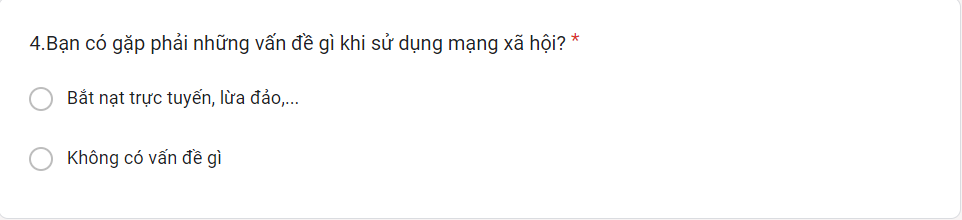 4.Bạn có gặp phải những vấn đề gì khi sử dụng mạng xã hội? *
Bắt nạt trực tuyến, lừa đảo,...
Không có vấn đề gì